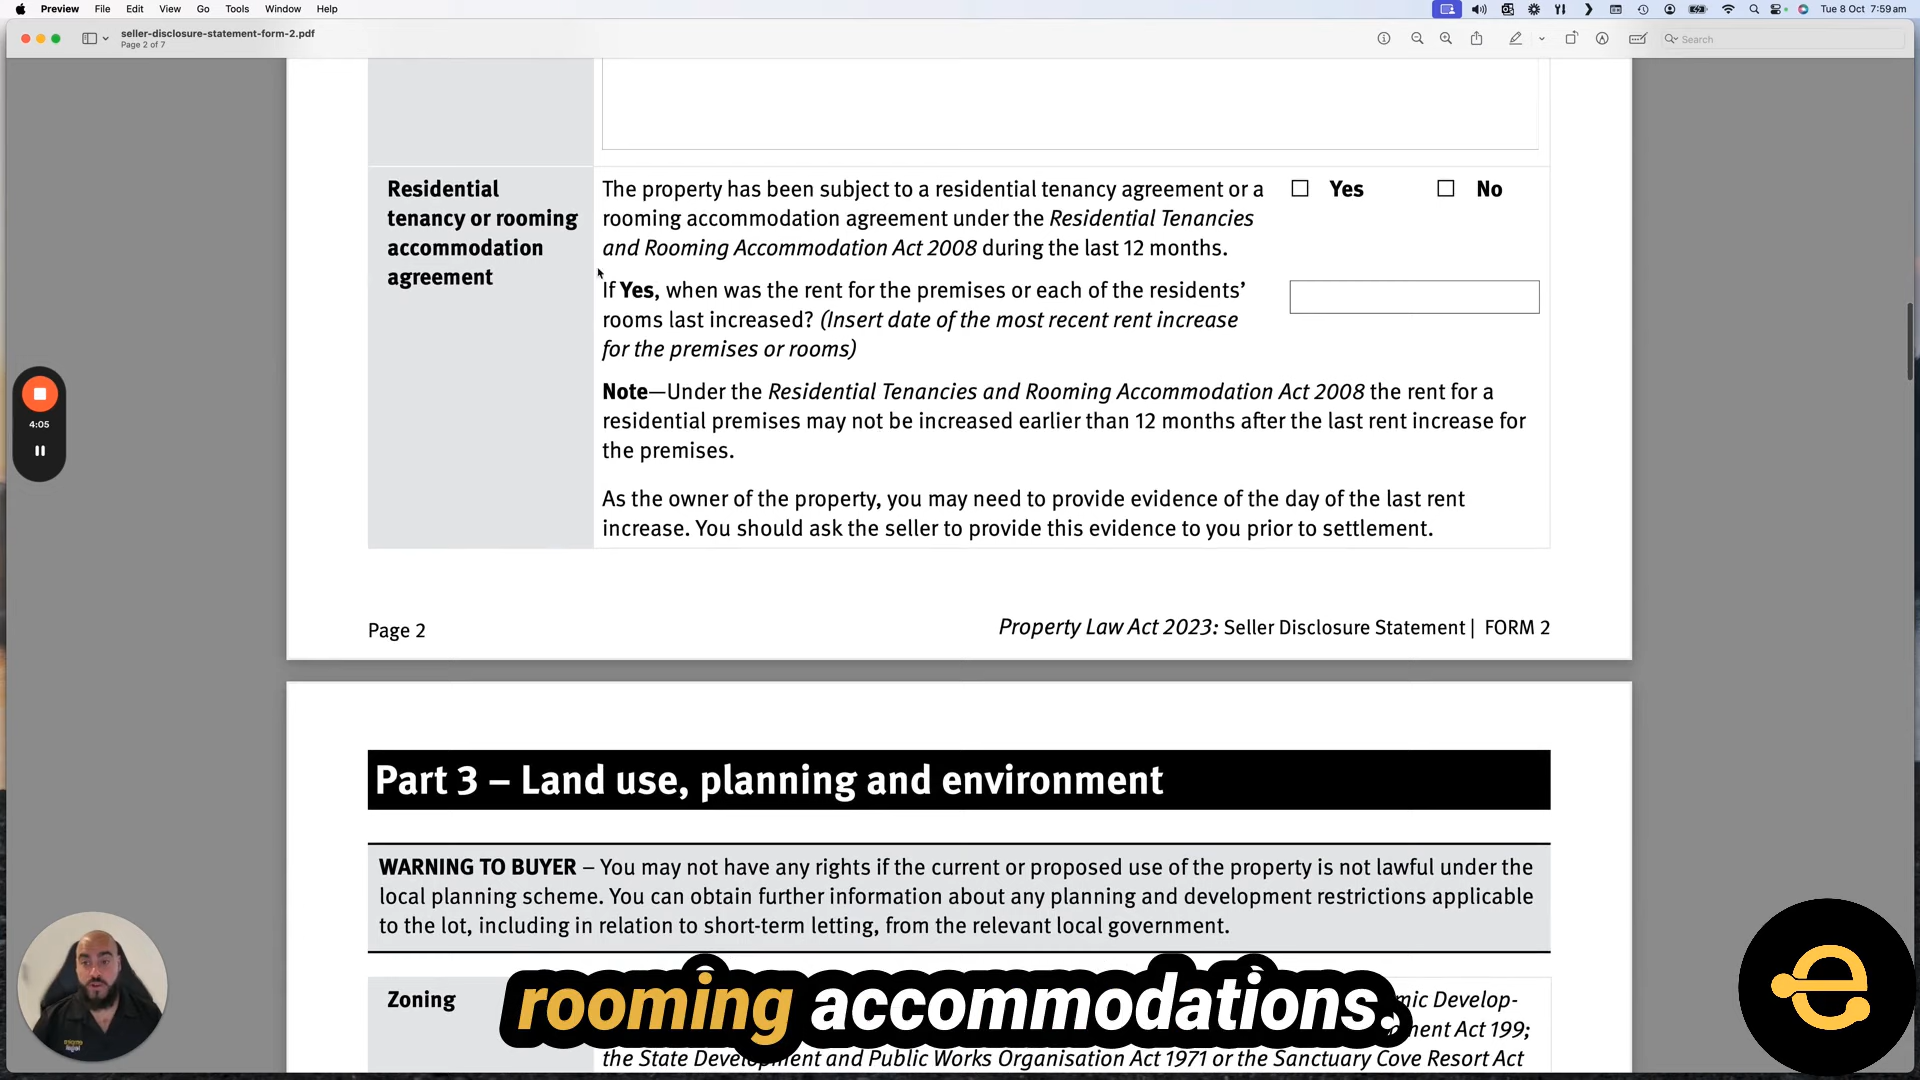 Preview File Edit View Go Tools Window Help Tue 8 Oct 7:59 am
seller-disclosure-statement-form-2.pdf
Page 2 of 7
Search
Residential tenancy or rooming accommodation agreement
The property has been subject to a residential tenancy agreement or a
rooming accommodation agreement under the Residential Tenancies
and Rooming Accommodation Act 2008 during the last 12 months.
Yes No
If Yes, when was the rent for the premises or each of the residents’
rooms last increased? (Insert date of the most recent rent increase
for the premises or rooms)
Note—Under the Residential Tenancies and Rooming Accommodation Act 2008 the rent for a
residential premises may not be increased earlier than 12 months after the last rent increase for
the premises.
As the owner of the property, you may need to provide evidence of the day of the last rent
increase. You should ask the seller to provide this evidence to you prior to settlement.
4:05
Page 2
Property Law Act 2023: Seller Disclosure Statement | FORM 2
Part 3 – Land use, planning and environment
WARNING TO BUYER – You may not have any rights if the current or proposed use of the property is not lawful under the
local planning scheme. You can obtain further information about any planning and development restrictions applicable
to the lot, including in relation to short-term letting, from the relevant local government.
Zoning
mic Develop-
ment Act 199;
the State Development and Public Works Organisation Act 1971 or the Sanctuary Cove Resort Act
rooming accommodations.
e